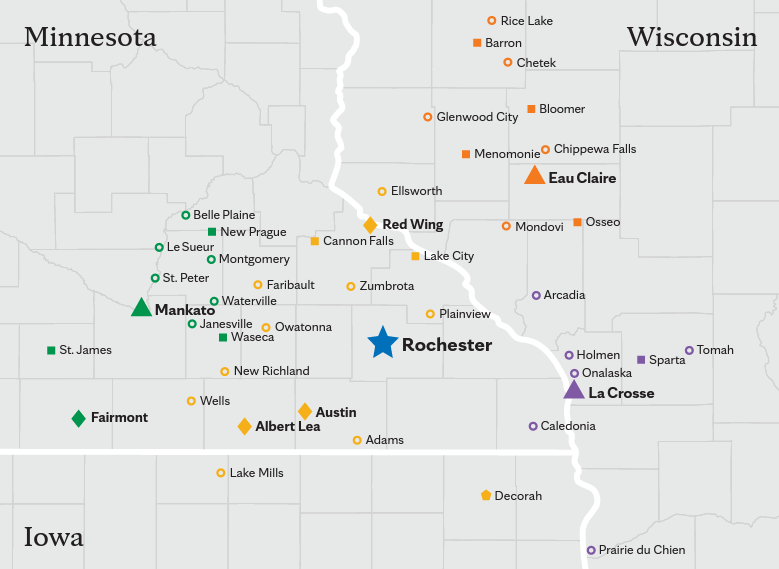 Minnesota
Wisconsin
Rice Lake
Barron
Chetek
Bloomer
Glenwood City
Chippewa Falls
Menomonie
Eau Claire
Ellsworth
Belle Plaine
Red Wing
Osseo
Mondovi
New Prague
Cannon Falls
Le Sueur
Lake City
Montgomery
St. Peter
Faribault
Zumbrota
Arcadia
Waterville
Mankato
Plainview
Janesville
Owatonna
Waseca
Rochester
St. James
Tomah
Holmen
Sparta
New Richland
Onalaska
La Crosse
Wells
Austin
Fairmont
Albert Lea
Caledonia
Adams
Lake Mills
Decorah
Iowa
Prairie du Chien